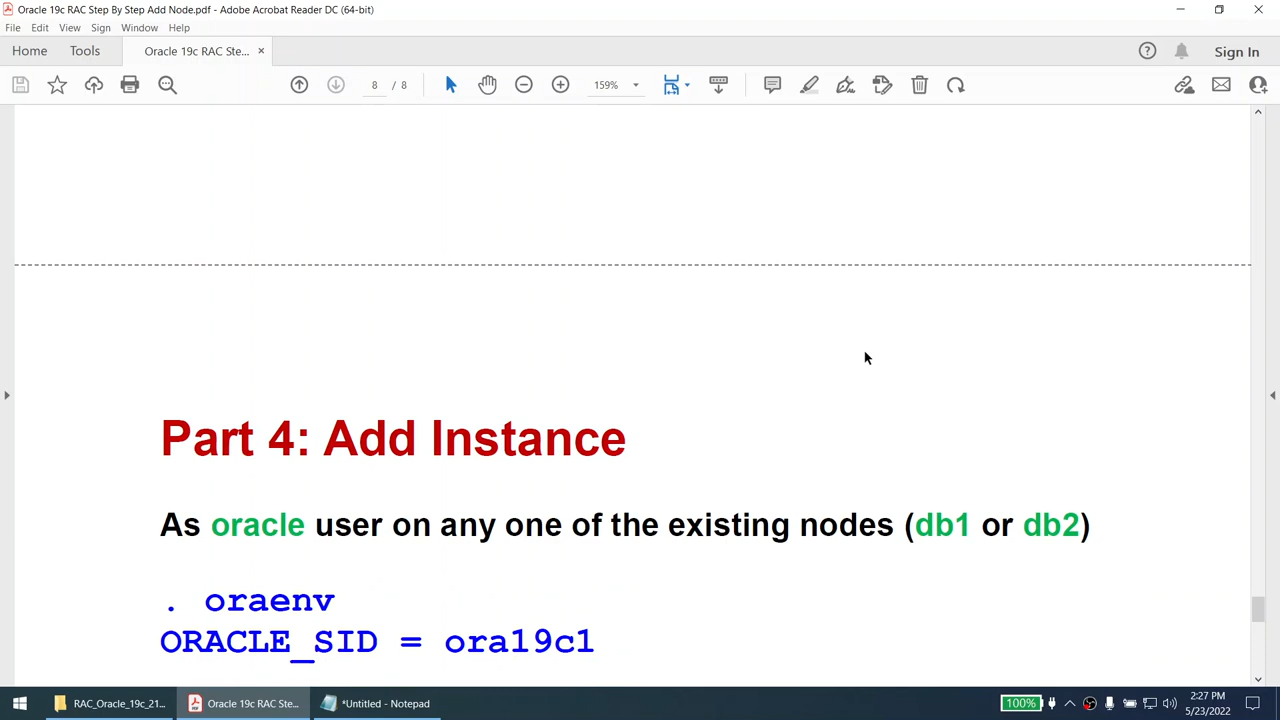 Oracle 19c RAC Step By Step Add Node.pdf - Adobe Acrobat Reader DC (64-bit)
File Edit View Sign Window Help
Home Tools Oracle 19c RAC Ste... × Sign In
8 / 8 159%
Part 4: Add Instance
As oracle user on any one of the existing nodes (db1 or db2)
. oraenv
ORACLE_SID = ora19c1
RAC_Oracle_19c_21... Oracle 19c RAC Ste... *Untitled - Notepad 100% 2:27 PM
5/23/2022